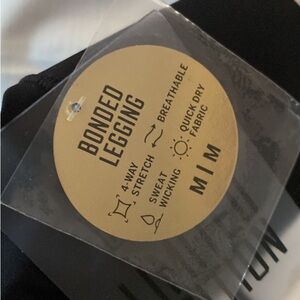 BONDED
LEGGING
4-WAY
STRETCH
BREATHABLE
SWEAT
WICKING
QUICK DRY
FABRIC
MIM